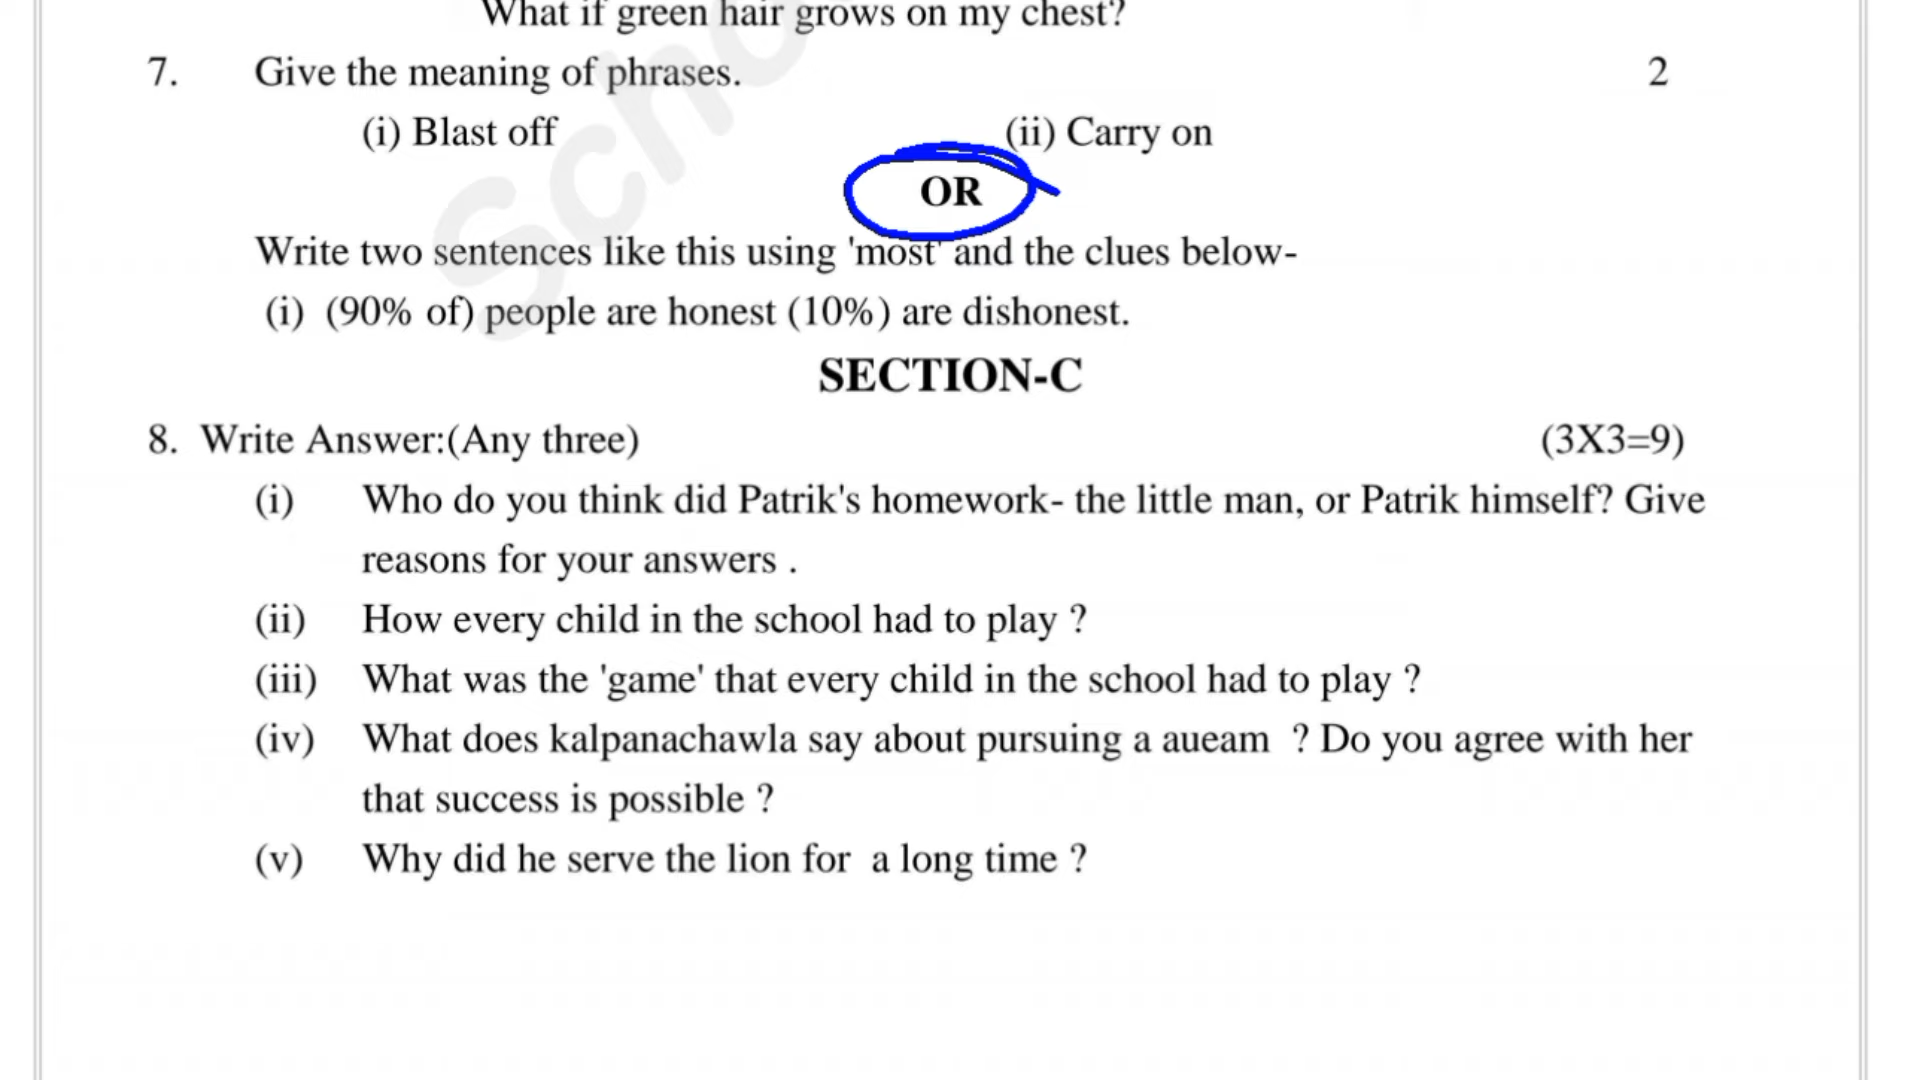 What if green hair grows on my chest?
7. Give the meaning of phrases. 2
(i) Blast off (ii) Carry on
OR
Write two sentences like this using 'most' and the clues below-
(i) (90% of) people are honest (10%) are dishonest.
SECTION-C
8. Write Answer:(Any three) (3X3=9)
(i) Who do you think did Patrik's homework- the little man, or Patrik himself? Give
reasons for your answers .
(ii) How every child in the school had to play ?
(iii) What was the 'game' that every child in the school had to play ?
(iv) What does kalpanachawla say about pursuing a aueam ? Do you agree with her
that success is possible ?
(v) Why did he serve the lion for a long time ?
Scho